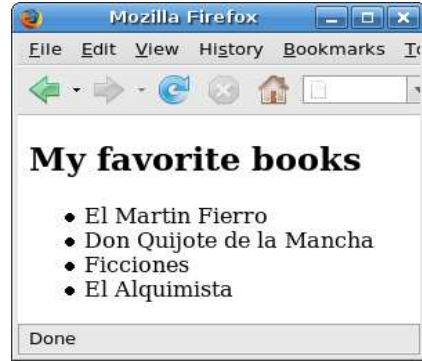 Mozilla Firefox
File Edit View History Bookmarks To
My favorite books
El Martin Fierro
Don Quijote de la Mancha
Ficciones
El Alquimista
Done